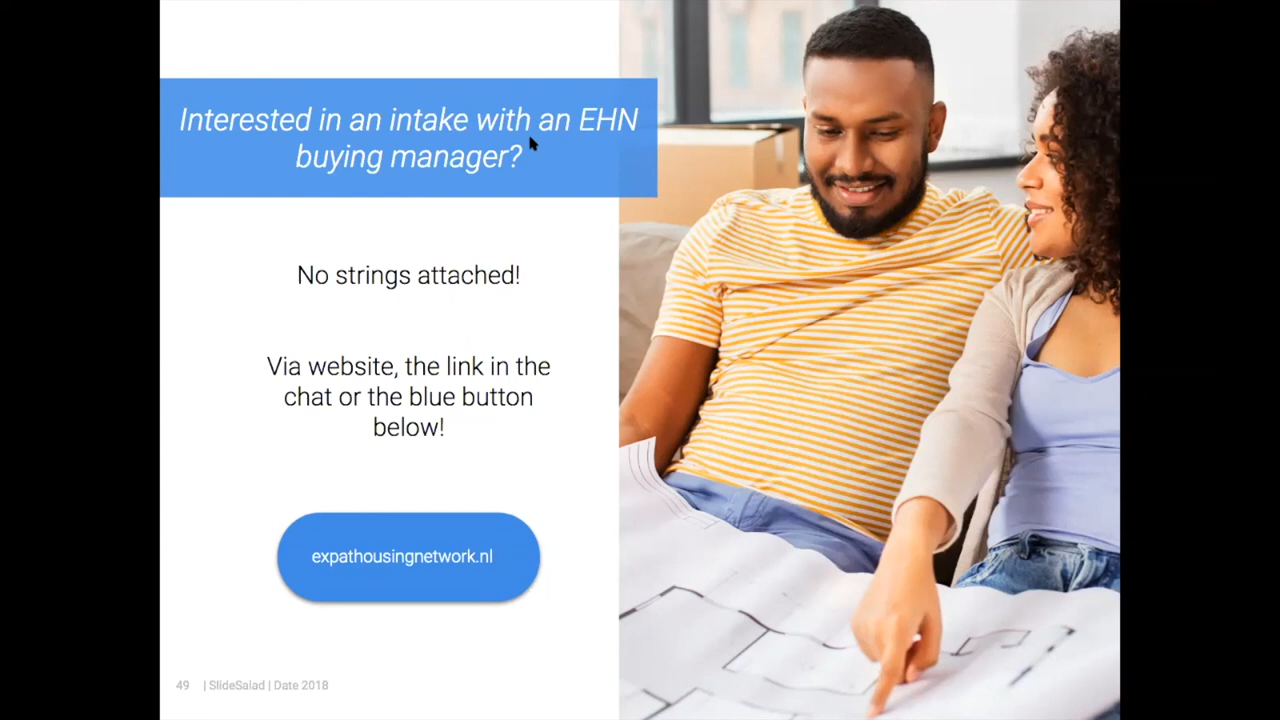 Interested in an intake with an EHN
buying manager?
No strings attached!
Via website, the link in the
chat or the blue button
below!
expathousingnetwork.nl
49 | SlideSalad | Date 2018